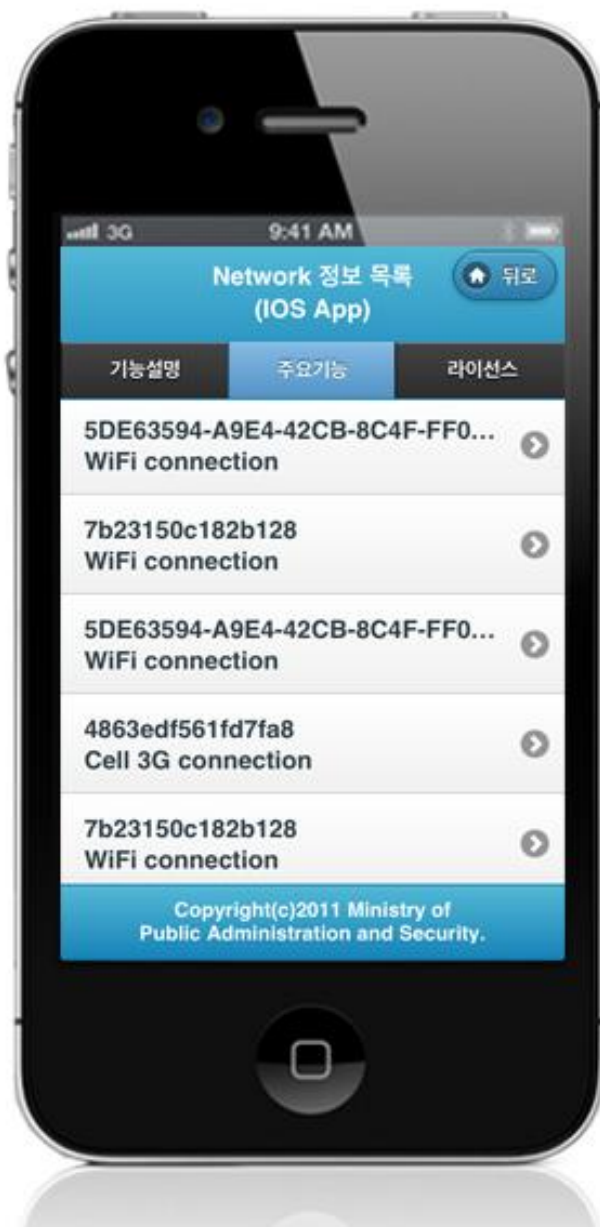 3G
9:41 AM
Network 정보 목록
(IOS App)
뒤로
기능설명
주요기능
라이선스
5DE63594-A9E4-42CB-8C4F-FF0...
WiFi connection
7b23150c182b128
WiFi connection
5DE63594-A9E4-42CB-8C4F-FF0...
WiFi connection
4863edf561fd7fa8
Cell 3G connection
7b23150c182b128
WiFi connection
Copyright(c)2011 Ministry of
Public Administration and Security.